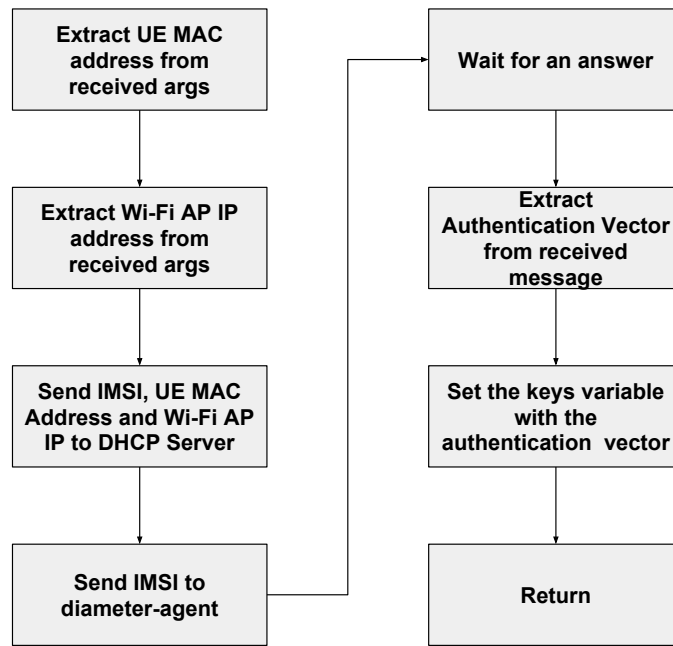 Extract UE MAC
address from
received args
Extract Wi-Fi AP IP
address from
received args
Send IMSI, UE MAC
Address and Wi-Fi AP
IP to DHCP Server
Send IMSI to
diameter-agent
Wait for an answer
Extract
Authentication Vector
from received
message
Set the keys variable
with the
authentication  vector
Return